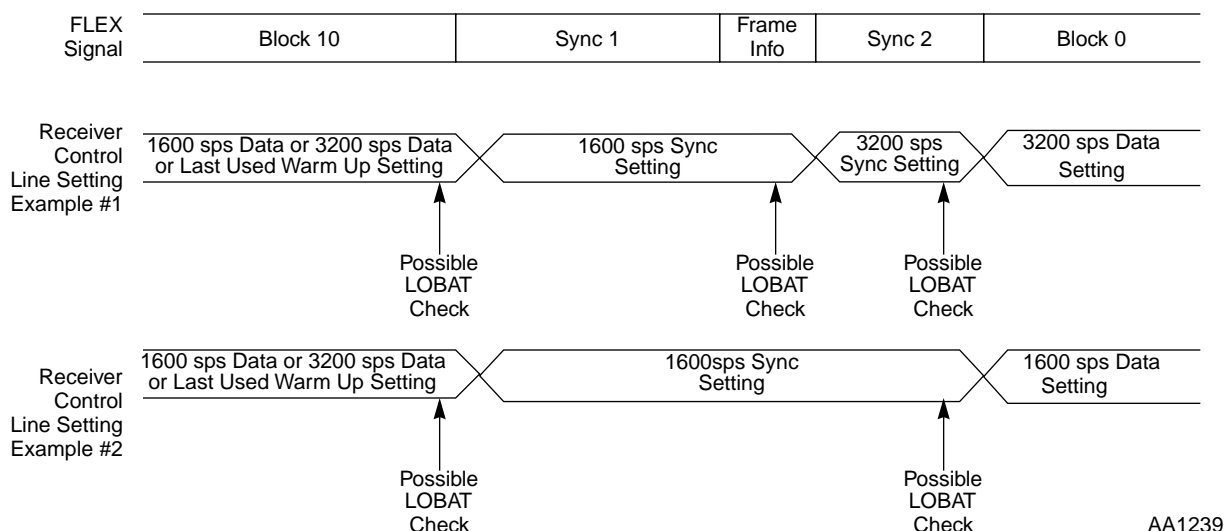 FLEX
Signal
Block 10
Sync 1
Frame
Info
Sync 2
Block 0
Receiver
Control
Line Setting
Example #1
1600 sps Data or 3200 sps Data
or Last Used Warm Up Setting
1600 sps Sync
Setting
3200 sps
Sync Setting
3200 sps Data
Setting
Possible
LOBAT
Check
Possible
LOBAT
Check
Possible
LOBAT
Check
Receiver
Control
Line Setting
Example #2
1600 sps Data or 3200 sps Data
or Last Used Warm Up Setting
1600sps Sync
Setting
1600 sps Data
Setting
Possible
LOBAT
Check
Possible
LOBAT
Check
AA1239